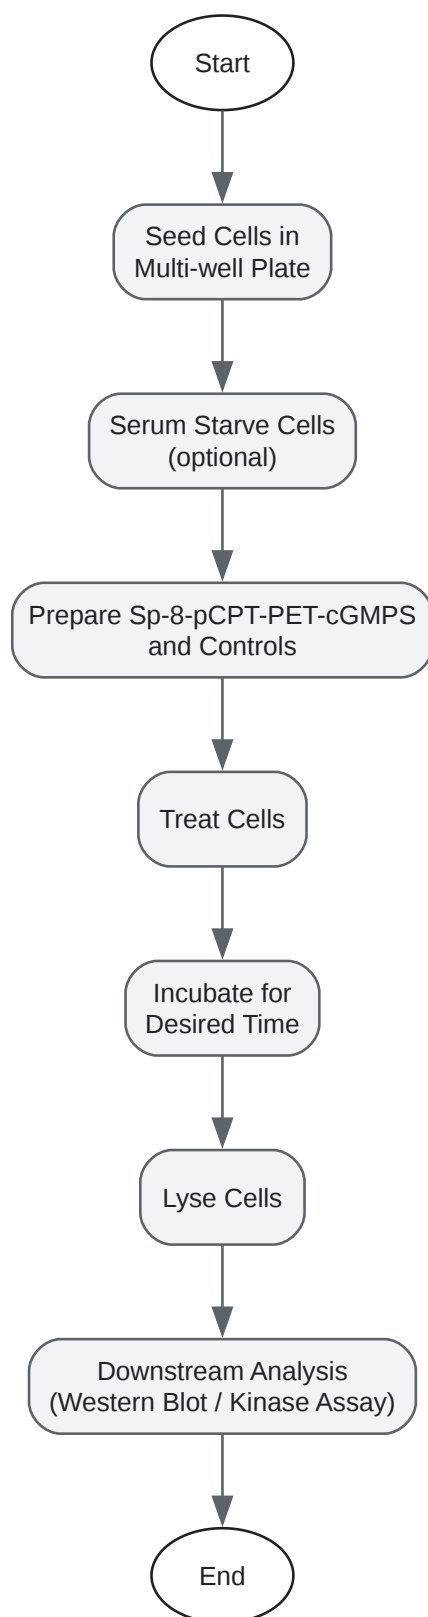 Start
Seed Cells in
Multi-well Plate
Serum Starve Cells
(optional)
Prepare Sp-8-pCPT-PET-cGMPS
and Controls
Treat Cells
Incubate for
Desired Time
Lyse Cells
Downstream Analysis
(Western Blot / Kinase Assay)
End